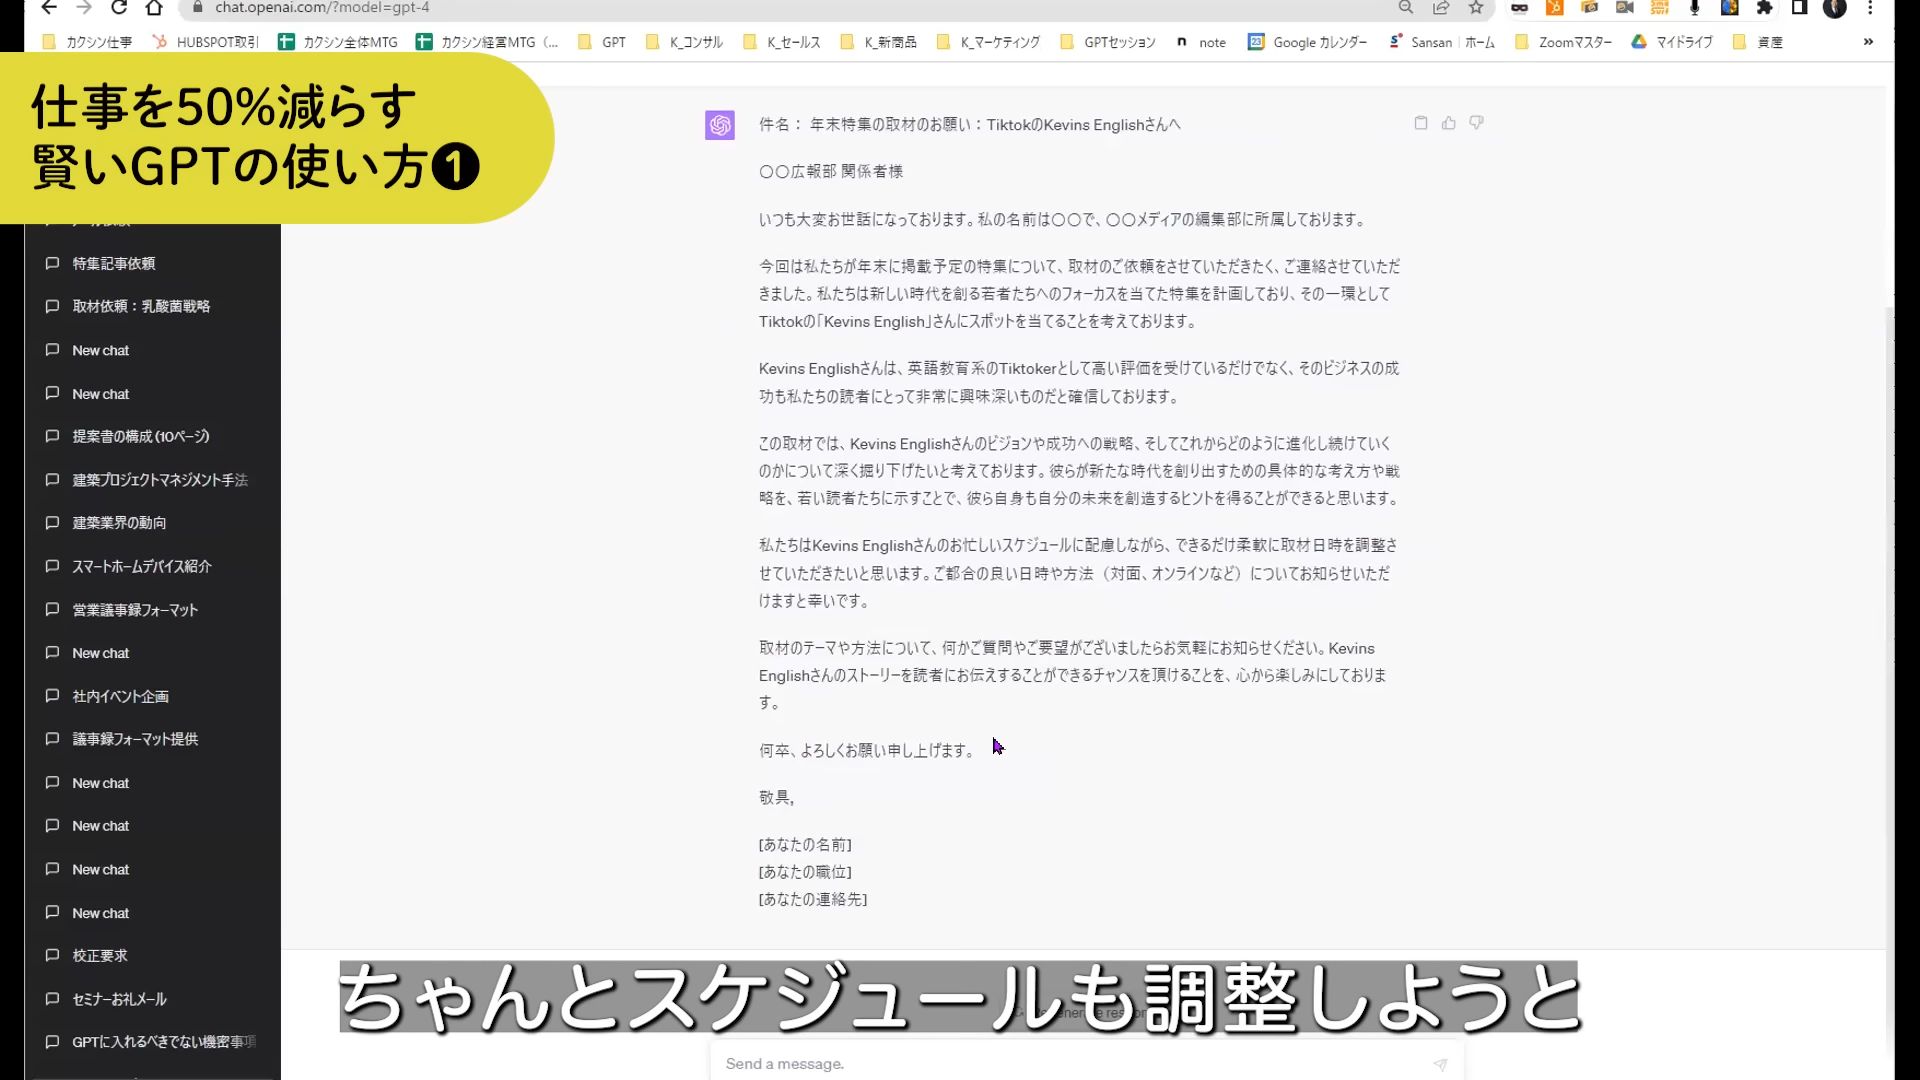 chat.openai.com/?model=gpt-4
カクシン仕事 HUBSPOT取引 カクシン全体MTG カクシン経営MTG (... GPT K_コンサル K_セールス K_新商品 K_マーケティング GPTセッション note Google カレンダー Sansan | ホーム Zoomマスター マイドライブ 資産 »
仕事を50%減らす
賢いGPTの使い方❶
特集記事依頼
取材依頼：乳酸菌戦略
New chat
New chat
提案書の構成 (10ページ)
建築プロジェクトマネジメント手法
建築業界の動向
スマートホームデバイス紹介
営業議事録フォーマット
New chat
社内イベント企画
議事録フォーマット提供
New chat
New chat
New chat
New chat
校正要求
セミナーお礼メール
GPTに入れるべきでない機密事項
件名： 年末特集の取材のお願い：TiktokのKevins Englishさんへ
〇〇広報部 関係者様
いつも大変お世話になっております。私の名前は〇〇で、〇〇メディアの編集部に所属しております。
今回は私たちが年末に掲載予定の特集について、取材のご依頼をさせていただきたく、ご連絡させていただ
きました。私たちは新しい時代を創る若者たちへのフォーカスを当てた特集を計画しており、その一環として
Tiktokの「Kevins English」さんにスポットを当てることを考えております。
Kevins Englishさんは、英語教育系のTiktokerとして高い評価を受けているだけでなく、そのビジネスの成
功も私たちの読者にとって非常に興味深いものだと確信しております。
この取材では、Kevins Englishさんのビジョンや成功への戦略、そしてこれからどのように進化し続けていく
のかについて深く掘り下げたいと考えております。彼らが新たな時代を創り出すための具体的な考え方や戦
略を、若い読者たちに示すことで、彼ら自身も自分の未来を創造するヒントを得ることができると思います。
私たちはKevins Englishさんのお忙しいスケジュールに配慮しながら、できるだけ柔軟に取材日時を調整さ
せていただきたいと思います。ご都合の良い日時や方法（対面、オンラインなど）についてお知らせいただ
けますと幸いです。
取材のテーマや方法について、何かご質問やご要望がございましたらお気軽にお知らせください。Kevins
Englishさんのストーリーを読者にお伝えすることができるチャンスを頂けることを、心から楽しみにしておりま
す。
何卒、よろしくお願い申し上げます。
敬具,
[あなたの名前]
[あなたの職位]
[あなたの連絡先]
ちゃんとスケジュールも調整しようと
Send a message.